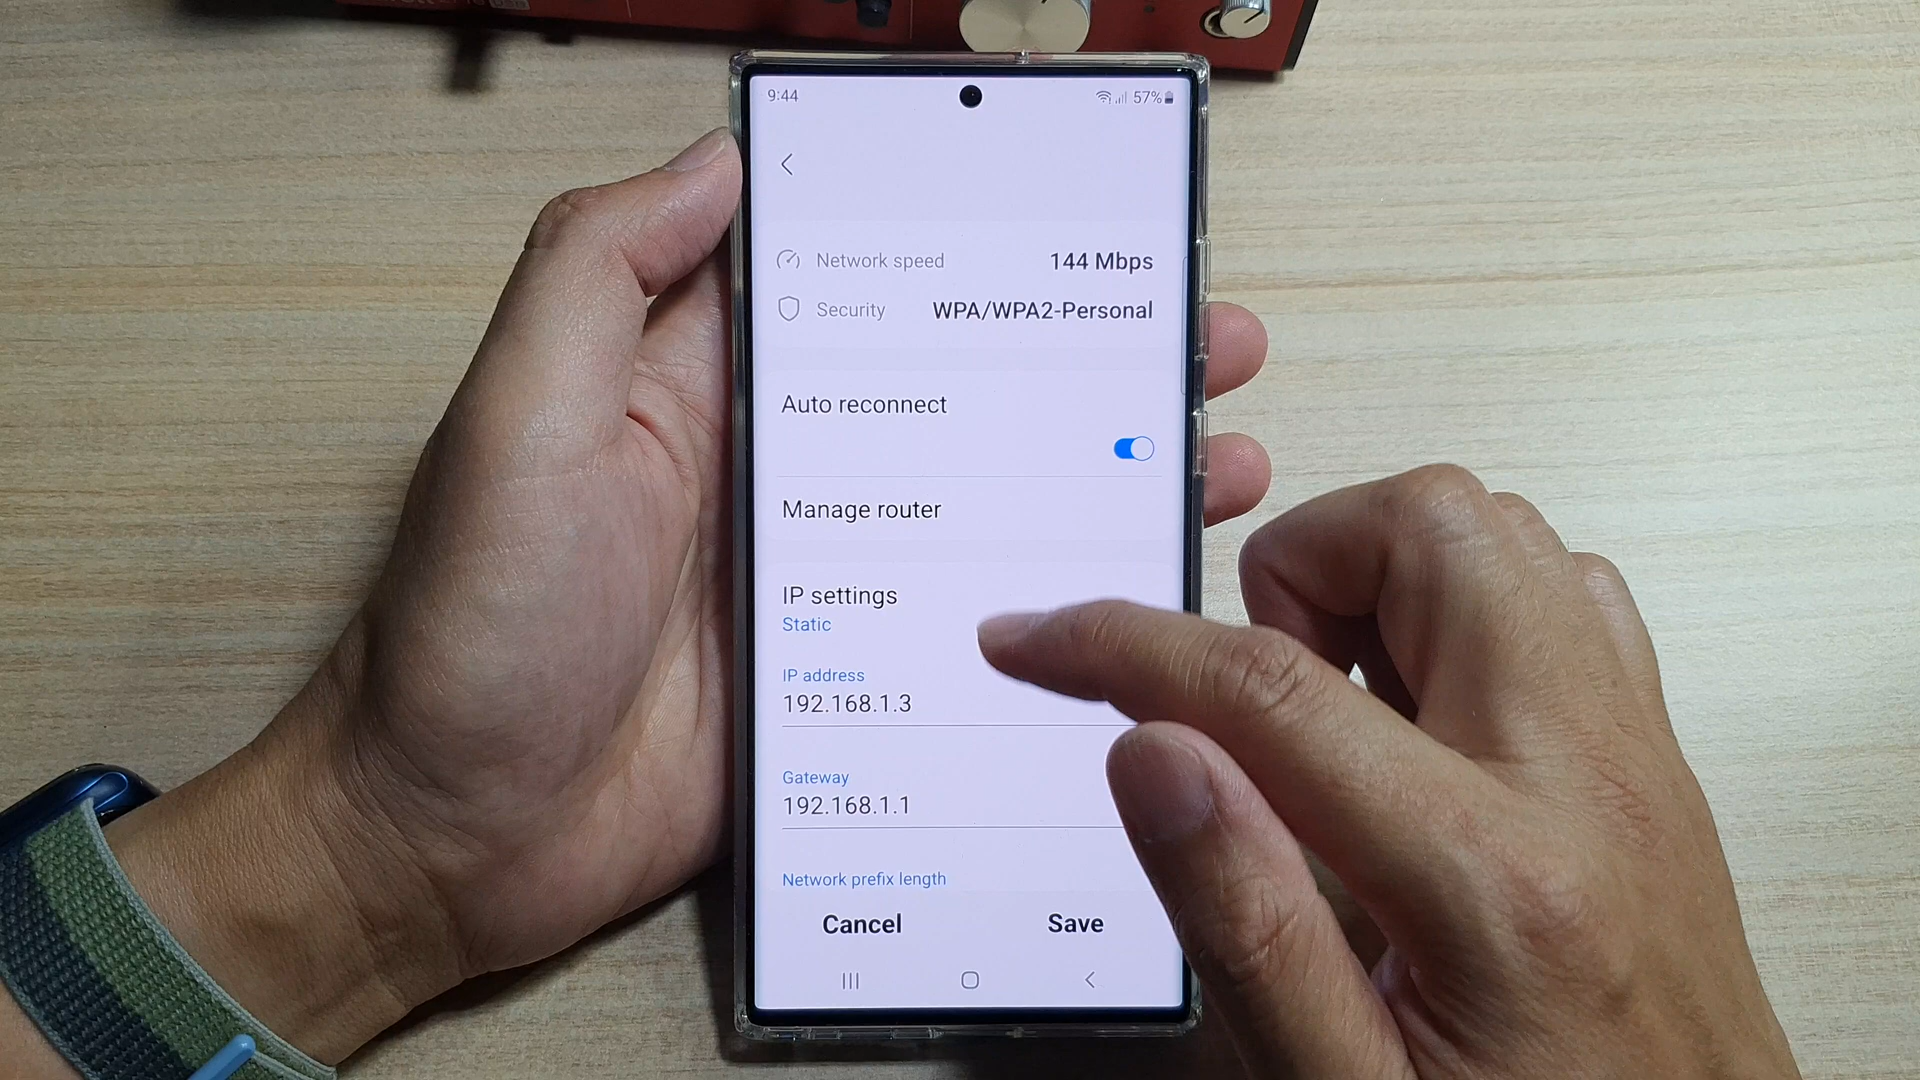 9:44
57%
Network speed 144 Mbps
Security WPA/WPA2-Personal
Auto reconnect
Manage router
IP settings
Static
IP address
192.168.1.3
Gateway
192.168.1.1
Network prefix length
Cancel Save